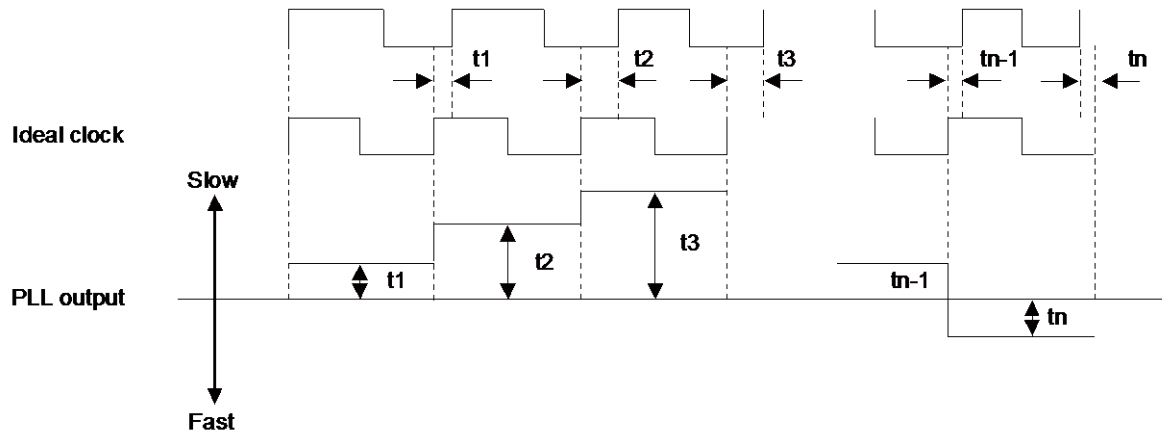 t1
t2
t3
tn-1
tn
Ideal clock
Slow
t1
t2
t3
PLL output
tn-1
tn
Fast